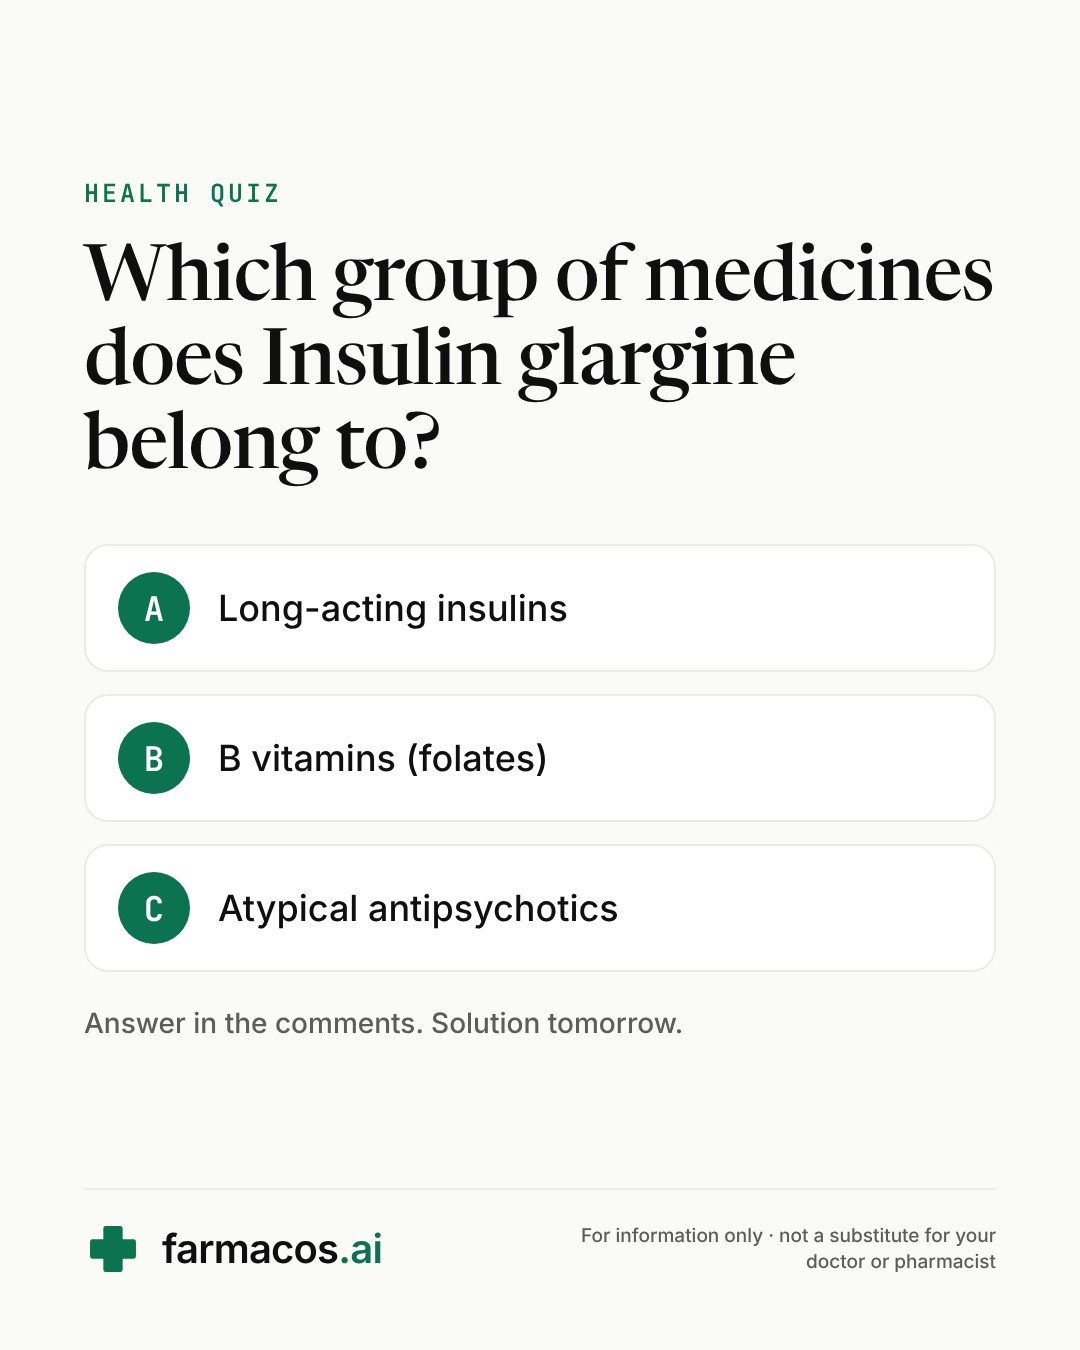 HEALTH QUIZ
Which group of medicines
does Insulin glargine
belong to?
A Long-acting insulins
B B vitamins (folates)
C Atypical antipsychotics
Answer in the comments. Solution tomorrow.
farmacos.ai
For information only · not a substitute for your
doctor or pharmacist